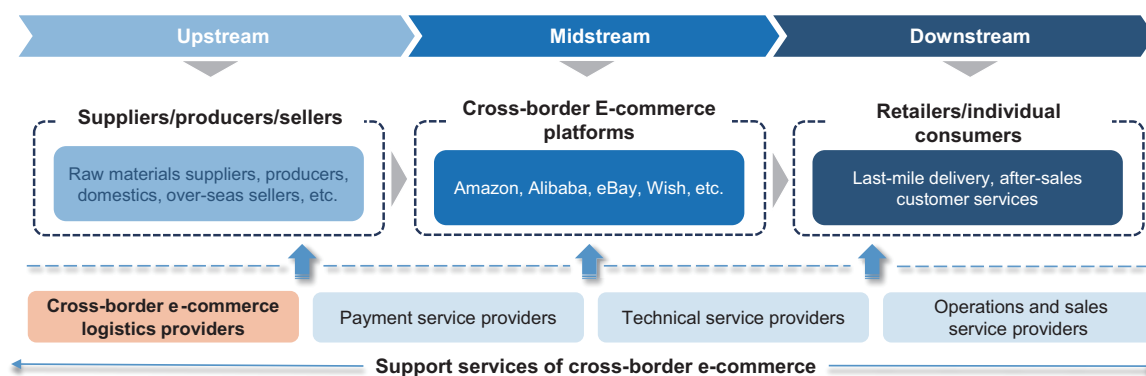 Upstream
Midstream
Downstream
Suppliers/producers/sellers
Raw materials suppliers, producers,
domestics, over-seas sellers, etc.
Cross-border E-commerce
platforms
Amazon, Alibaba, eBay, Wish, etc.
Retailers/individual
consumers
Last-mile delivery, after-sales
customer services
Cross-border e-commerce
logistics providers
Payment service providers
Technical service providers
Operations and sales
service providers
Support services of cross-border e-commerce